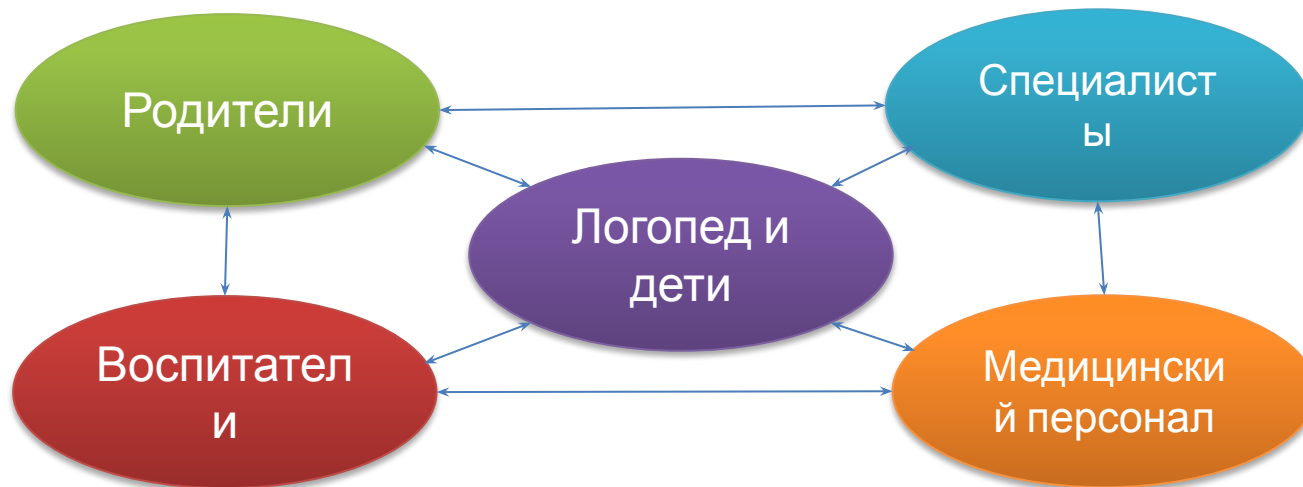 Родители
Специалист
ы
Логопед и
дети
Воспитател
и
Медицински
й персонал